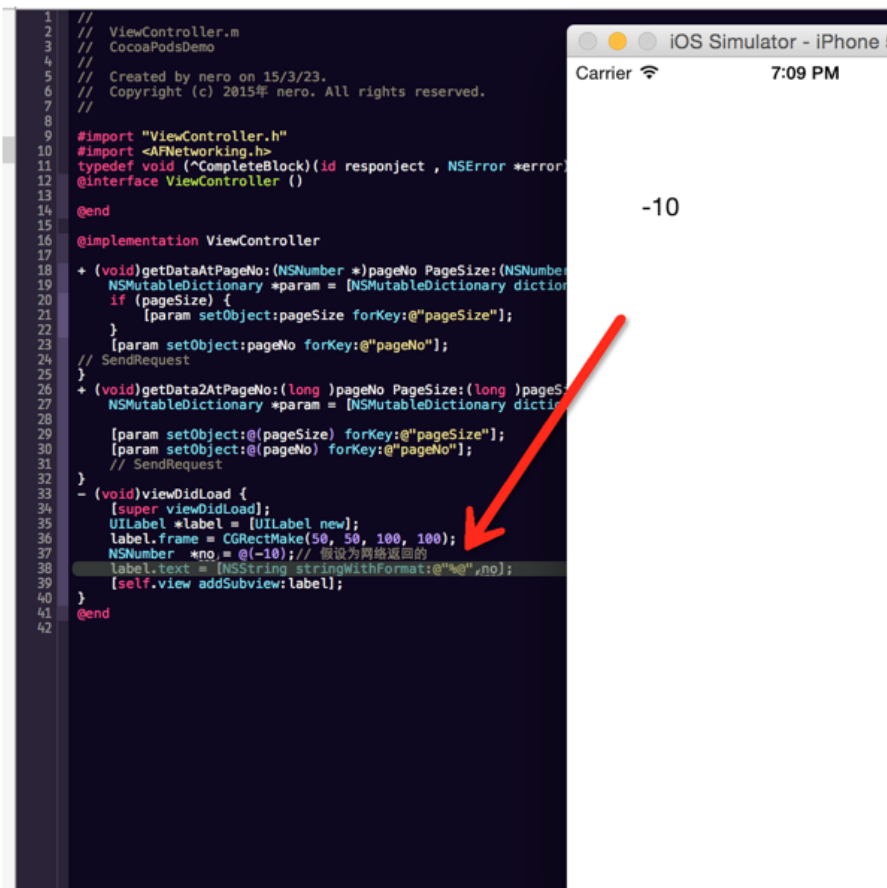 1 //
2 //  ViewController.m
3 //  CocoaPodsDemo
4 //
5 //  Created by nero on 15/3/23.
6 //  Copyright (c) 2015年 nero. All rights reserved.
7 //
8
9 #import "ViewController.h"
10 #import <AFNetworking.h>
11 typedef void (^CompleteBlock)(id responject , NSError *error)
12 @interface ViewController ()
13
14 @end
15
16 @implementation ViewController
17
18 + (void)getDataAtPageNo:(NSNumber *)pageNo PageSize:(NSNumber
19     NSMutableDictionary *param = [NSMutableDictionary diction
20     if (pageSize) {
21         [param setObject:pageSize forKey:@"pageSize"];
22     }
23     [param setObject:pageNo forKey:@"pageNo"];
24 // SendRequest
25 }
26 + (void)getData2AtPageNo:(long )pageNo PageSize:(long )pageS
27     NSMutableDictionary *param = [NSMutableDictionary dictio
28
29     [param setObject:@(pageSize) forKey:@"pageSize"];
30     [param setObject:@(pageNo) forKey:@"pageNo"];
31     // SendRequest
32 }
33 - (void)viewDidLoad {
34     [super viewDidLoad];
35     UILabel *label = [UILabel new];
36     label.frame = CGRectMake(50, 50, 100, 100);
37     NSNumber  *no = @(-10);// 假设为网络返回的
38     label.text = [NSString stringWithFormat:@"%@",no];
39     [self.view addSubview:label];
40 }
41 @end
42
iOS Simulator - iPhone
Carrier 7:09 PM
-10